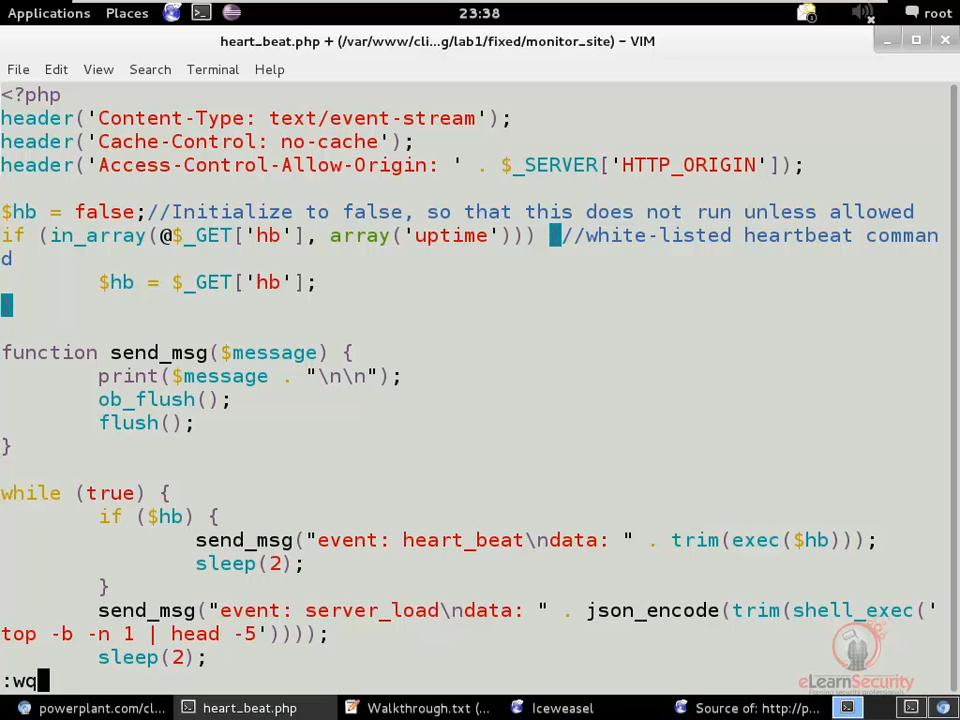 Applications Places 23:38 1 root
heart_beat.php + (/var/www/cli...g/lab1/fixed/monitor_site) – VIM
File Edit View Search Terminal Help
<?php
header('Content-Type: text/event-stream');
header('Cache-Control: no-cache');
header('Access-Control-Allow-Origin: ' . $_SERVER['HTTP_ORIGIN']);
$hb = false;//Initialize to false, so that this does not run unless allowed
if (in_array(@$_GET['hb'], array('uptime'))) {//white-listed heartbeat comman
d
$hb = $_GET['hb'];
}
function send_msg($message) {
print($message . "\n\n");
ob_flush();
flush();
}
while (true) {
if ($hb) {
send_msg("event: heart_beat\ndata: " . trim(exec($hb)));
sleep(2);
}
send_msg("event: server_load\ndata: " . json_encode(trim(shell_exec('
top -b -n 1 | head -5'))));
sleep(2);
:wq
eLearnSecurity
powerplant.com/cl... heart_beat.php Walkthrough.txt (... Iceweasel Source of: http://p...